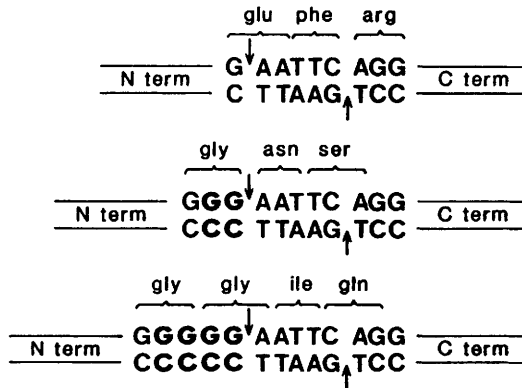 glu phe arg
G AATTC AGG
N term C term
C TTAAG TCC
gly asn ser
GGG AATTC AGG
N term C term
CCC TTAAG TCC
gly gly ile gln
GGGGG AATTC AGG
N term C term
CCCCC TTAAG TCC